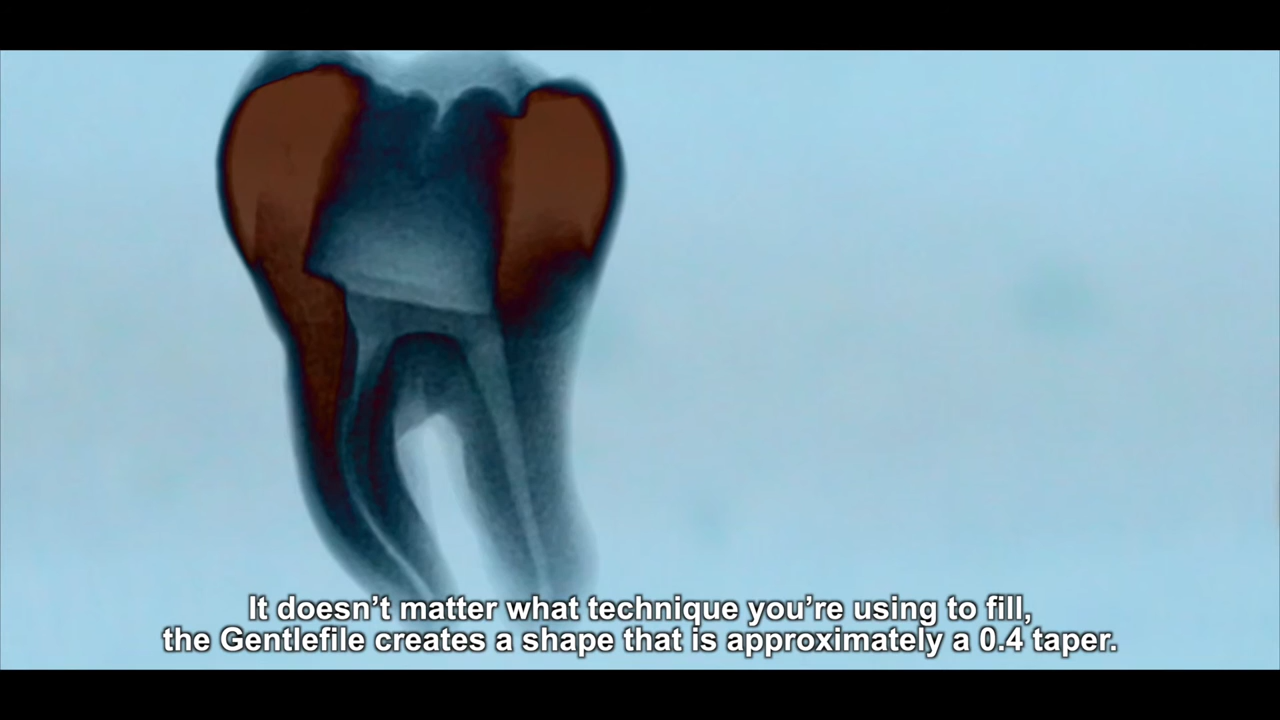 It doesn’t matter what technique you’re using to fill,
the Gentlefile creates a shape that is approximately a 0.4 taper.